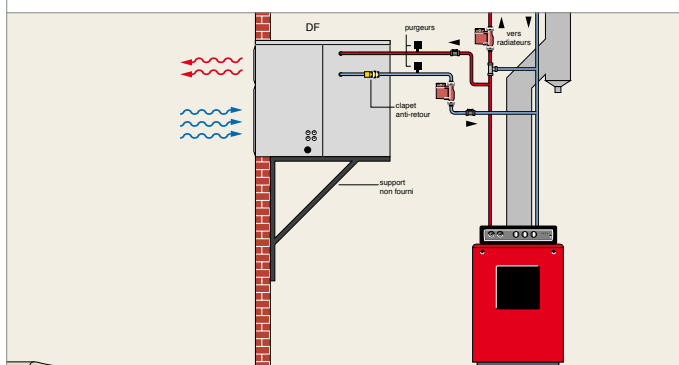 DF
purgeurs
vers
radiateurs
clapet
anti-retour
support
non fourni